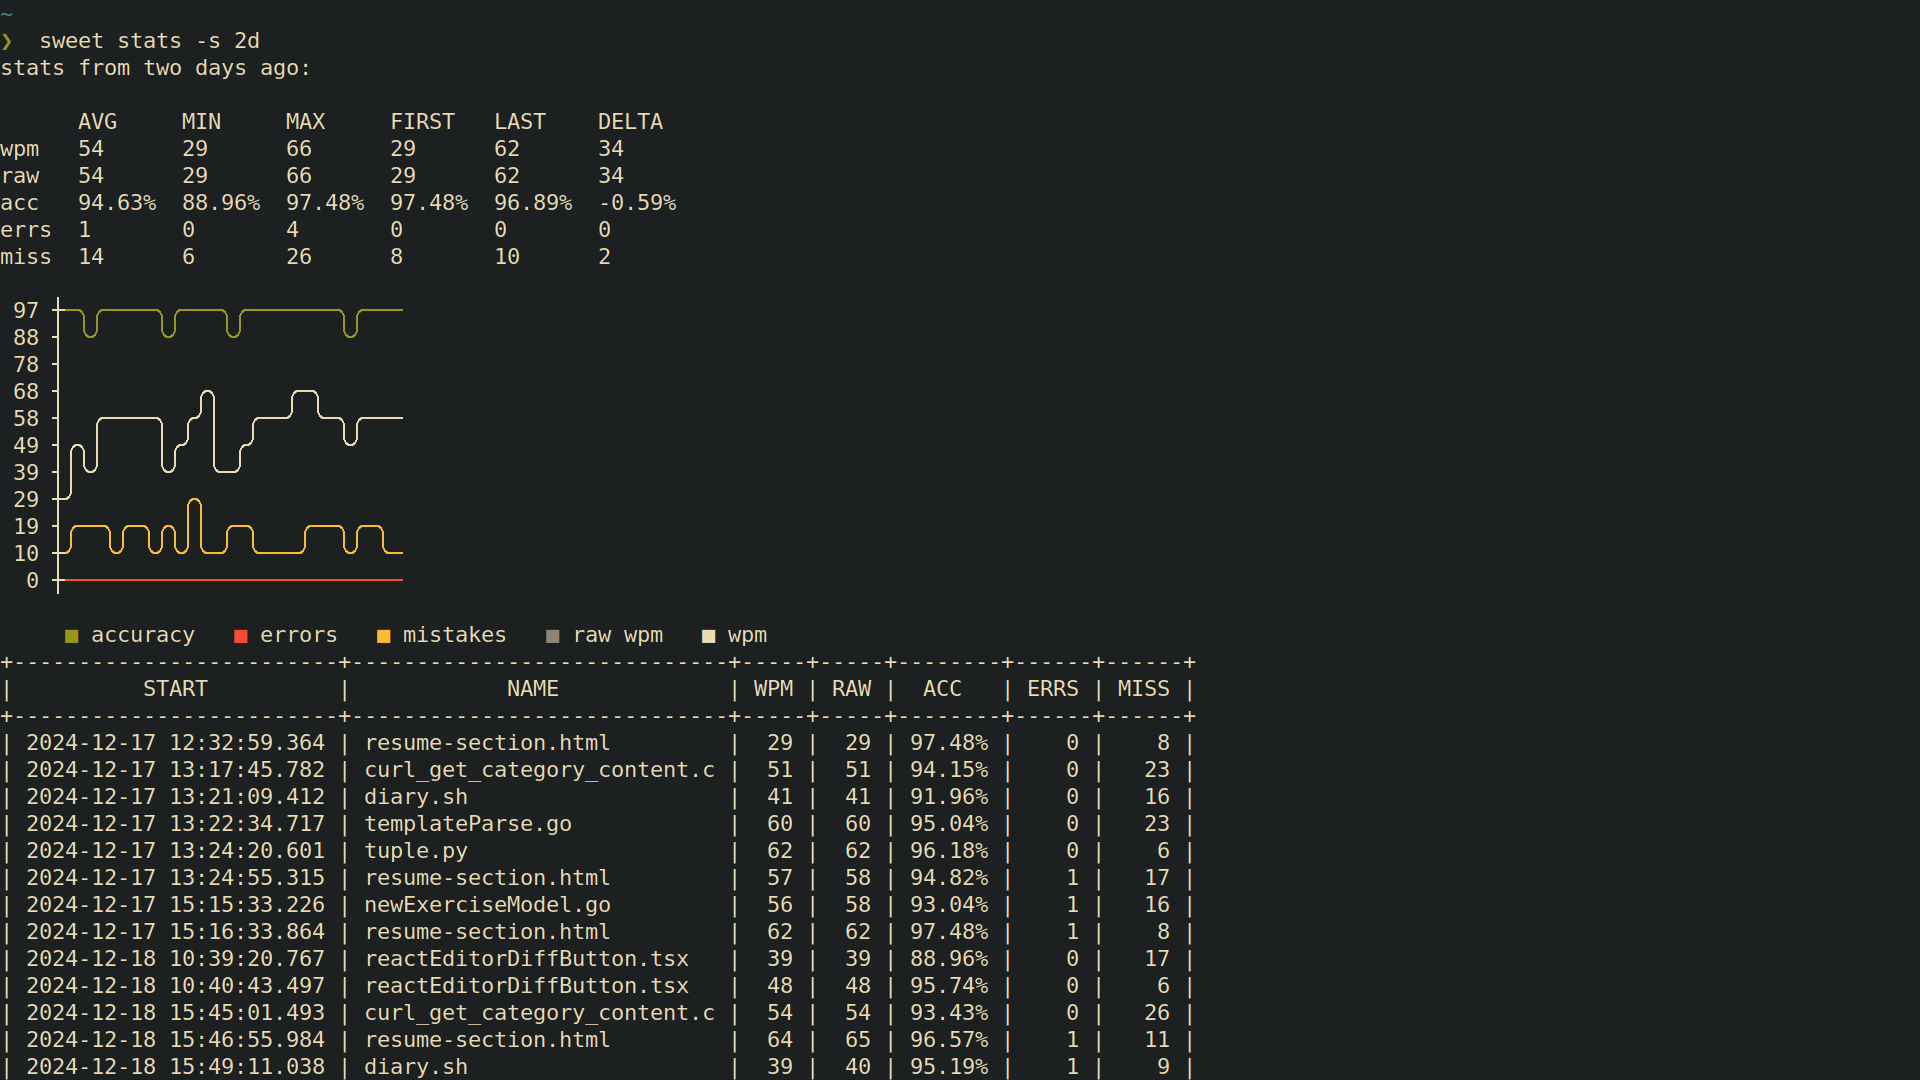 ~
❯  sweet stats -s 2d
stats from two days ago:
      AVG     MIN     MAX     FIRST   LAST    DELTA
wpm   54      29      66      29      62      34
raw   54      29      66      29      62      34
acc   94.63%  88.96%  97.48%  97.48%  96.89%  -0.59%
errs  1       0       4       0       0       0
miss  14      6       26      8       10      2
97
88
78
68
58
49
39
29
19
10
0
■ accuracy   ■ errors   ■ mistakes   ■ raw wpm   ■ wpm
+-------------------------+-----------------------------+-----+-----+--------+------+------+
|          START          |            NAME             | WPM | RAW |  ACC   | ERRS | MISS |
+-------------------------+-----------------------------+-----+-----+--------+------+------+
| 2024-12-17 12:32:59.364 | resume-section.html         |  29 |  29 | 97.48% |    0 |    8 |
| 2024-12-17 13:17:45.782 | curl_get_category_content.c |  51 |  51 | 94.15% |    0 |   23 |
| 2024-12-17 13:21:09.412 | diary.sh                    |  41 |  41 | 91.96% |    0 |   16 |
| 2024-12-17 13:22:34.717 | templateParse.go            |  60 |  60 | 95.04% |    0 |   23 |
| 2024-12-17 13:24:20.601 | tuple.py                    |  62 |  62 | 96.18% |    0 |    6 |
| 2024-12-17 13:24:55.315 | resume-section.html         |  57 |  58 | 94.82% |    1 |   17 |
| 2024-12-17 15:15:33.226 | newExerciseModel.go         |  56 |  58 | 93.04% |    1 |   16 |
| 2024-12-17 15:16:33.864 | resume-section.html         |  62 |  62 | 97.48% |    1 |    8 |
| 2024-12-18 10:39:20.767 | reactEditorDiffButton.tsx   |  39 |  39 | 88.96% |    0 |   17 |
| 2024-12-18 10:40:43.497 | reactEditorDiffButton.tsx   |  48 |  48 | 95.74% |    0 |    6 |
| 2024-12-18 15:45:01.493 | curl_get_category_content.c |  54 |  54 | 93.43% |    0 |   26 |
| 2024-12-18 15:46:55.984 | resume-section.html         |  64 |  65 | 96.57% |    1 |   11 |
| 2024-12-18 15:49:11.038 | diary.sh                    |  39 |  40 | 95.19% |    1 |    9 |